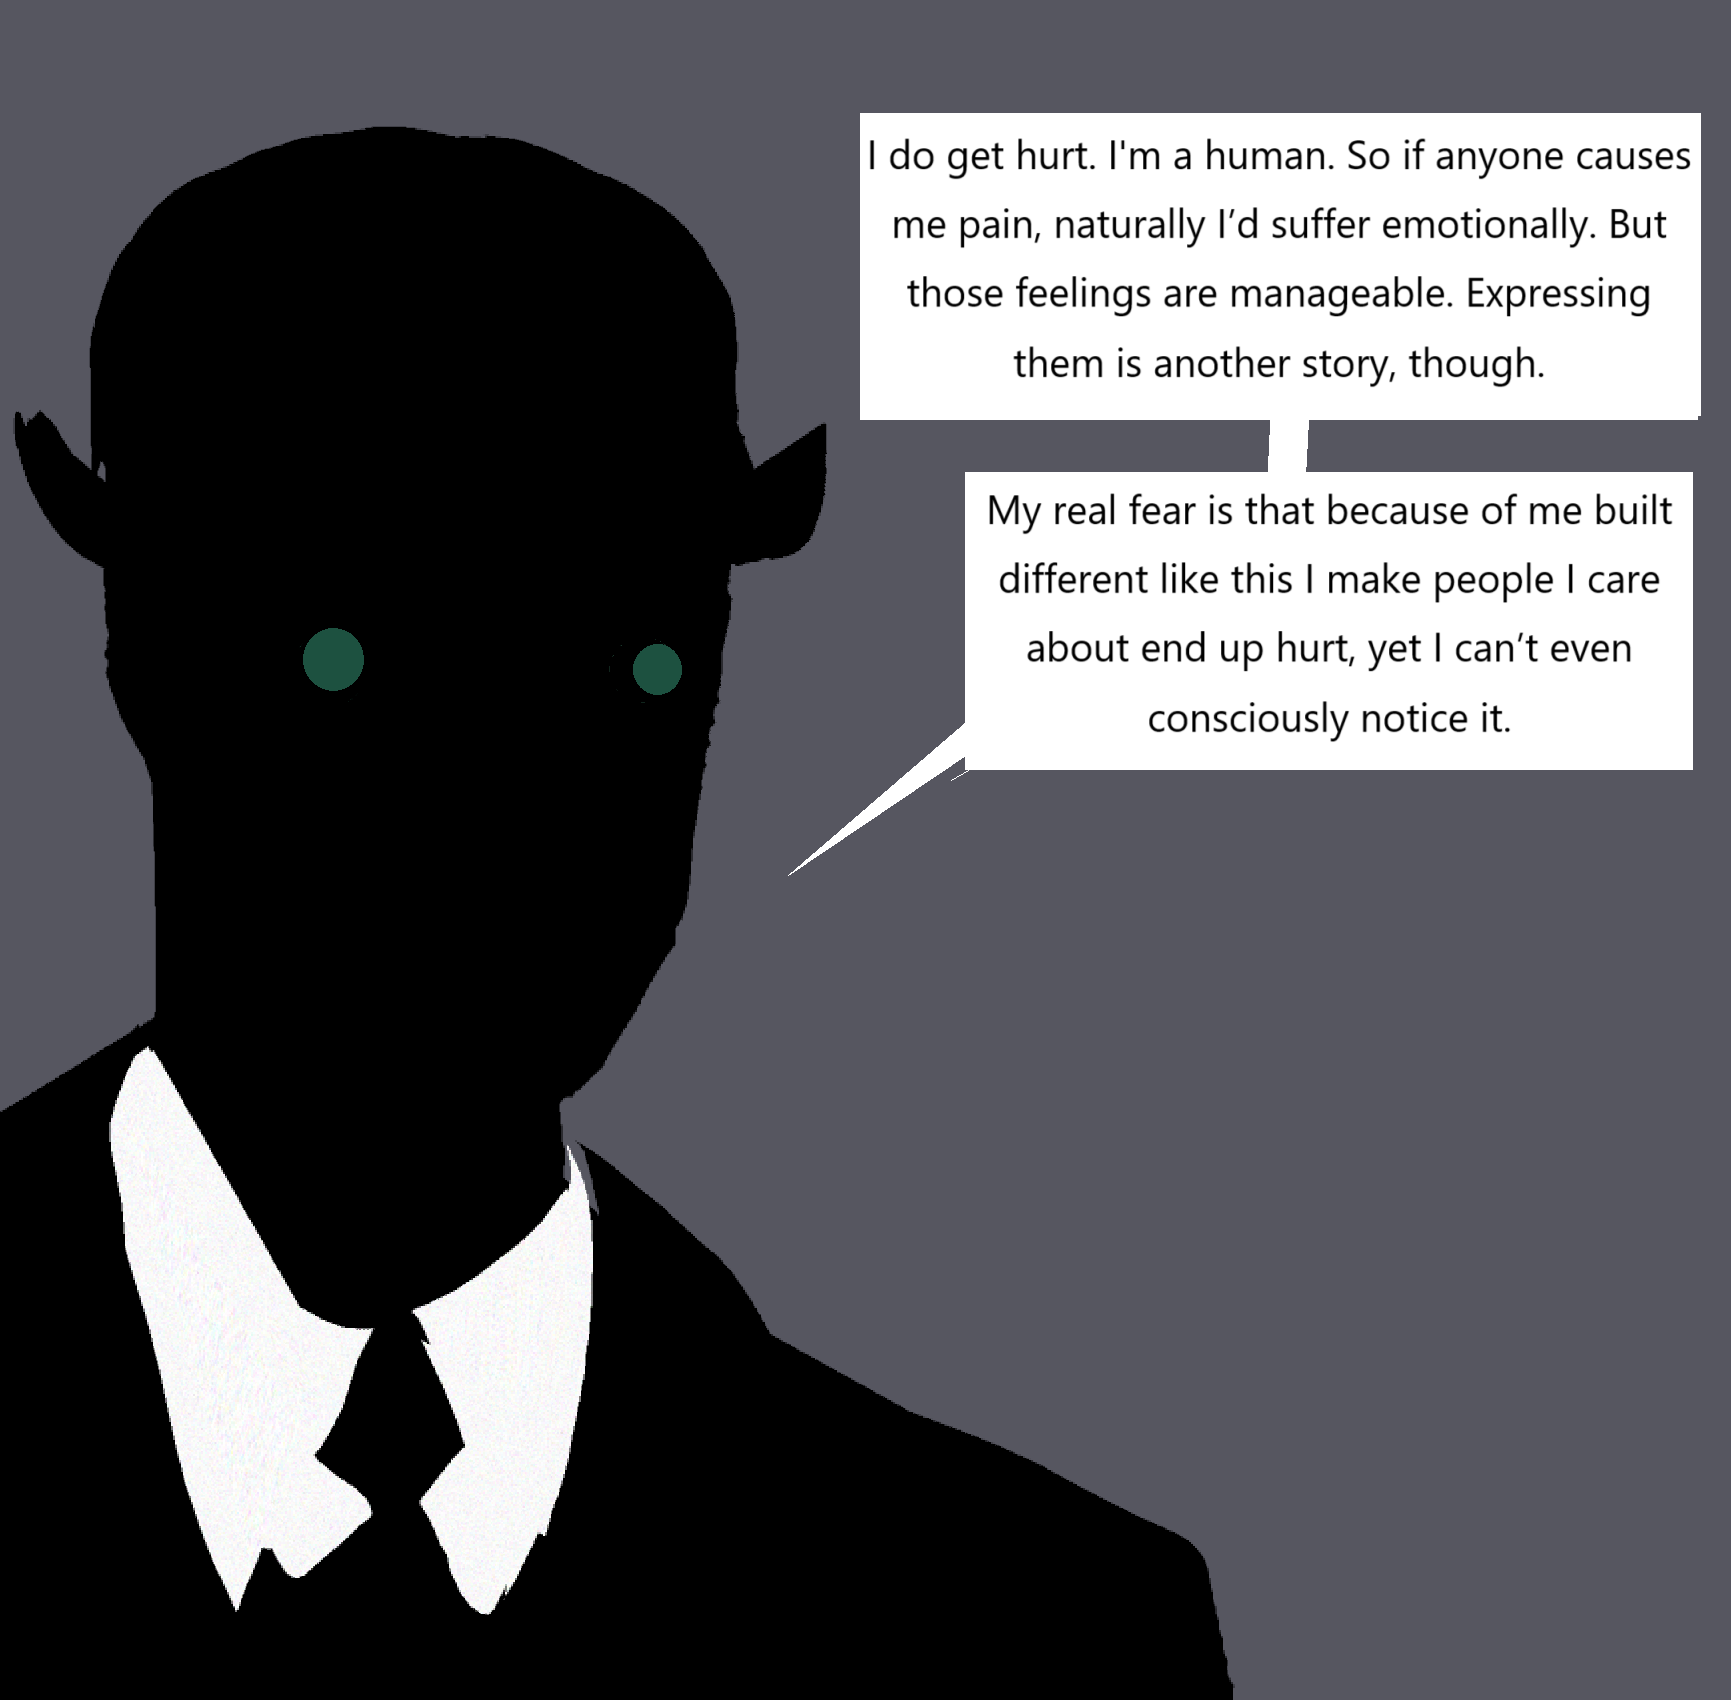 I do get hurt. I'm a human. So if anyone causes
me pain, naturally I’d suffer emotionally. But
those feelings are manageable. Expressing
them is another story, though.
My real fear is that because of me built
different like this I make people I care
about end up hurt, yet I can’t even
consciously notice it.